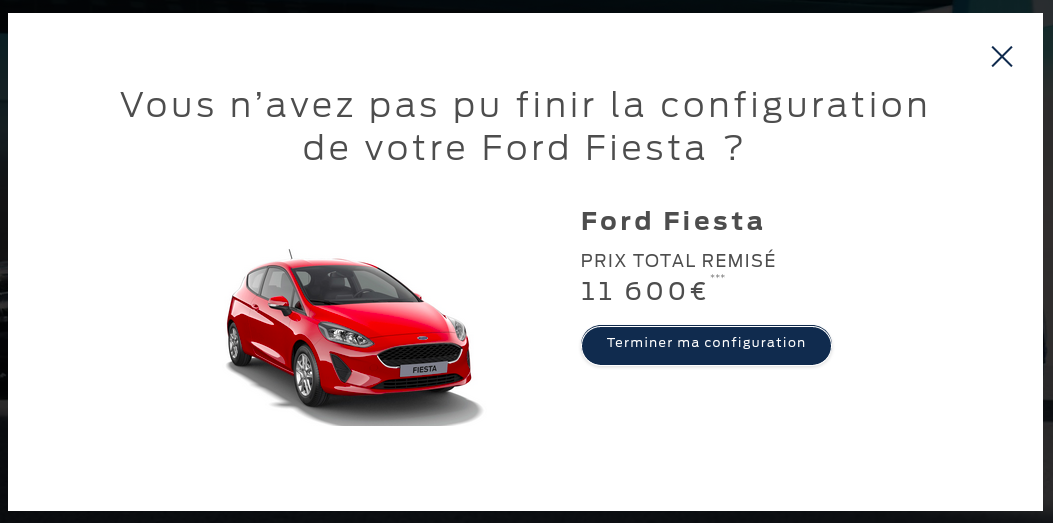 Vous n’avez pas pu finir la configuration
de votre Ford Fiesta ?
Ford Fiesta
PRIX TOTAL REMISÉ
11 600€***
Terminer ma configuration
FIESTA